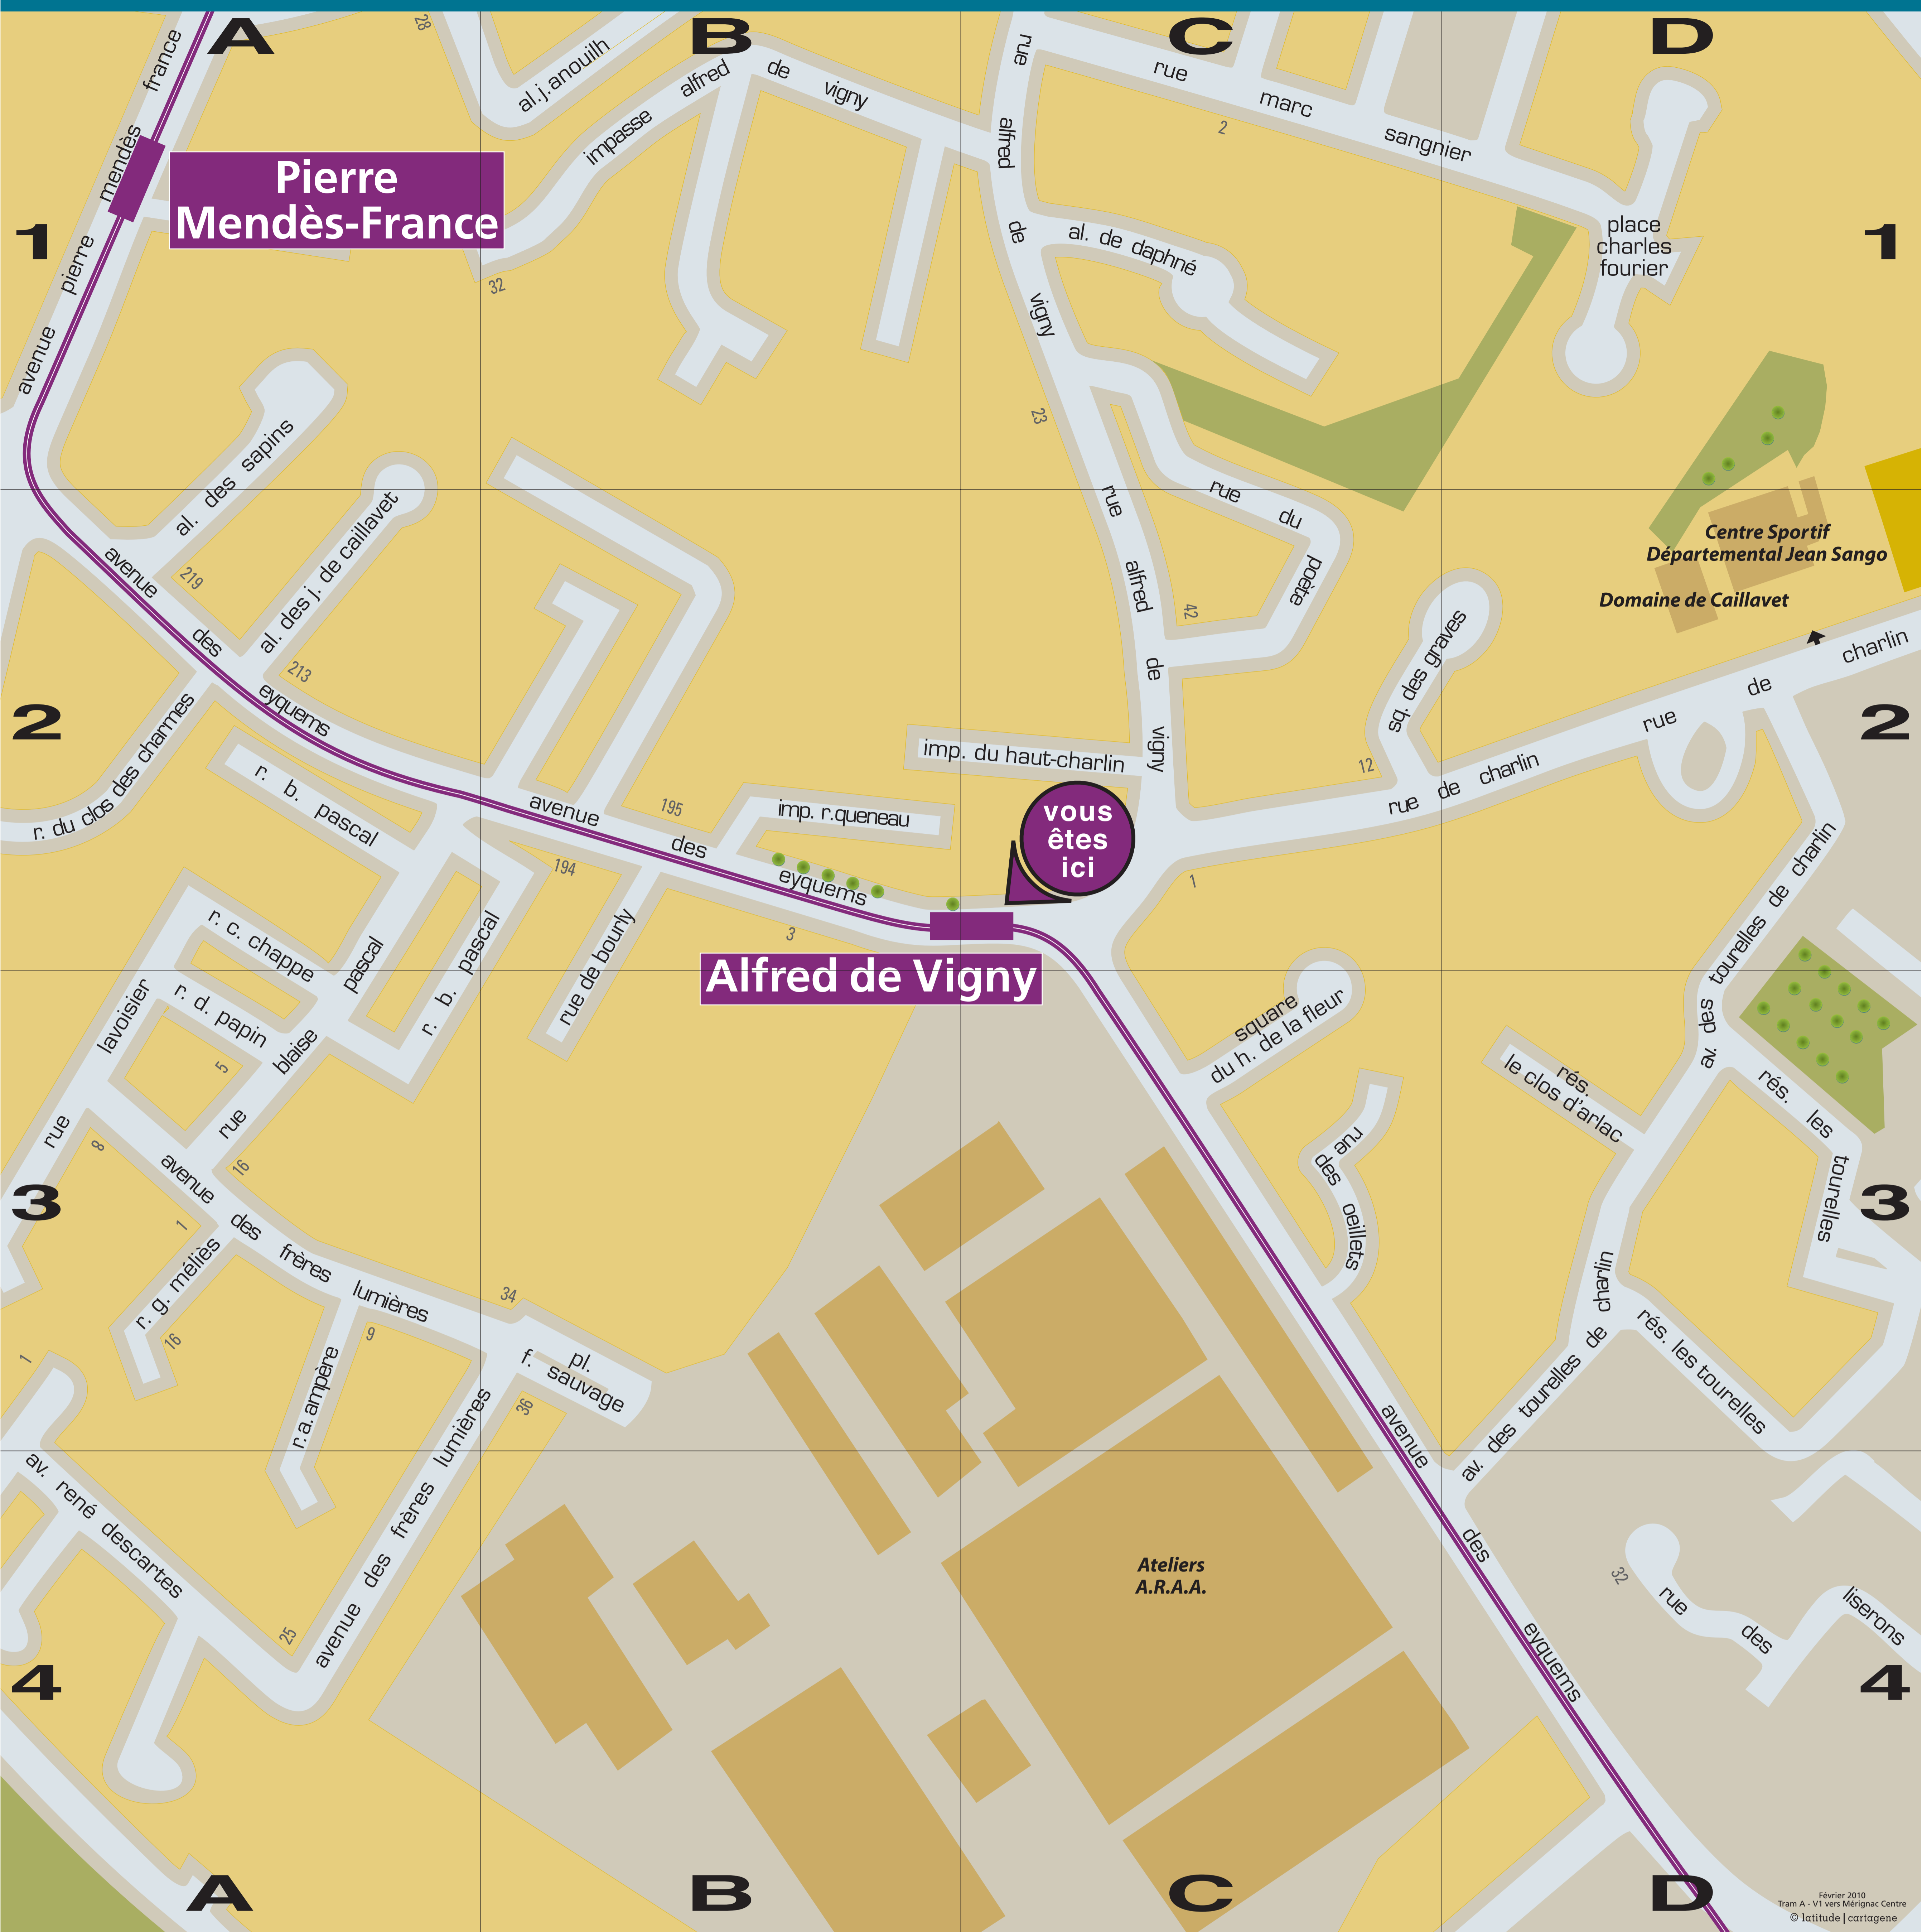 A
B
C
D
france
mendès
pierre
avenue
Pierre
Mendès-France
28
al.j.anouilh
impasse alfred de vigny
rue alfred de vigny
rue marc sangnier
2
1
1
32
al. de daphné
place
charles
fourier
23
al. des sapins
219
al. des j. de caillavet
213
avenue des eyquems
rue du poète
42
rue alfred de vigny
sq. des graves
12
Centre Sportif
Départemental Jean Sango
Domaine de Caillavet
rue de charlin
rue de charlin
2
2
r. du clos des charmes
r. b. pascal
imp. du haut-charlin
avenue des eyquems
195
194
imp. r.queneau
vous
êtes
ici
1
3
Alfred de Vigny
r. c. chappe
r. d. papin
rue lavoisier
rue blaise pascal
r. b. pascal
rue de bourly
5
8
16
square
du h. de la fleur
av. des tourelles de charlin
rés.
le clos d'arlac
rés. les tourelles
rue des oeillets
3
3
avenue des frères lumières
1
r. g. méliès
16
r. a. ampère
9
34
pl.
f. sauvage
36
1
av. des tourelles de charlin
rés. les tourelles
avenue des eyquems
av. rené descartes
avenue des frères lumières
25
Ateliers
A.R.A.A.
32
rue des liserons
4
4
A
B
C
D
Février 2010
Tram A - V1 vers Mérignac Centre
© latitude|cartagene